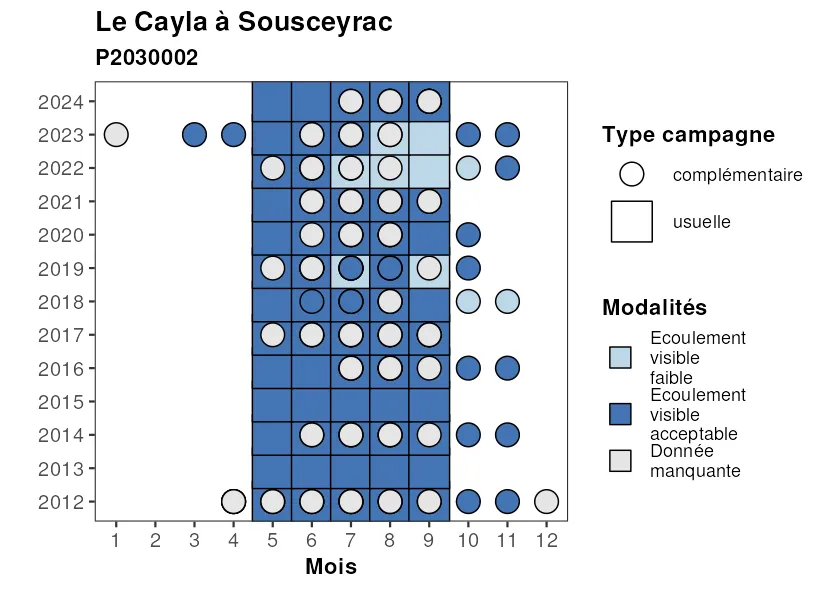 Le Cayla à Sousceyrac
P2030002
2024
2023
2022
2021
2020
2019
2018
2017
2016
2015
2014
2013
2012
1 2 3 4 5 6 7 8 9 10 11 12
Mois
Type campagne
complémentaire
usuelle
Modalités
Ecoulement
visible
faible
Ecoulement
visible
acceptable
Donnée
manquante